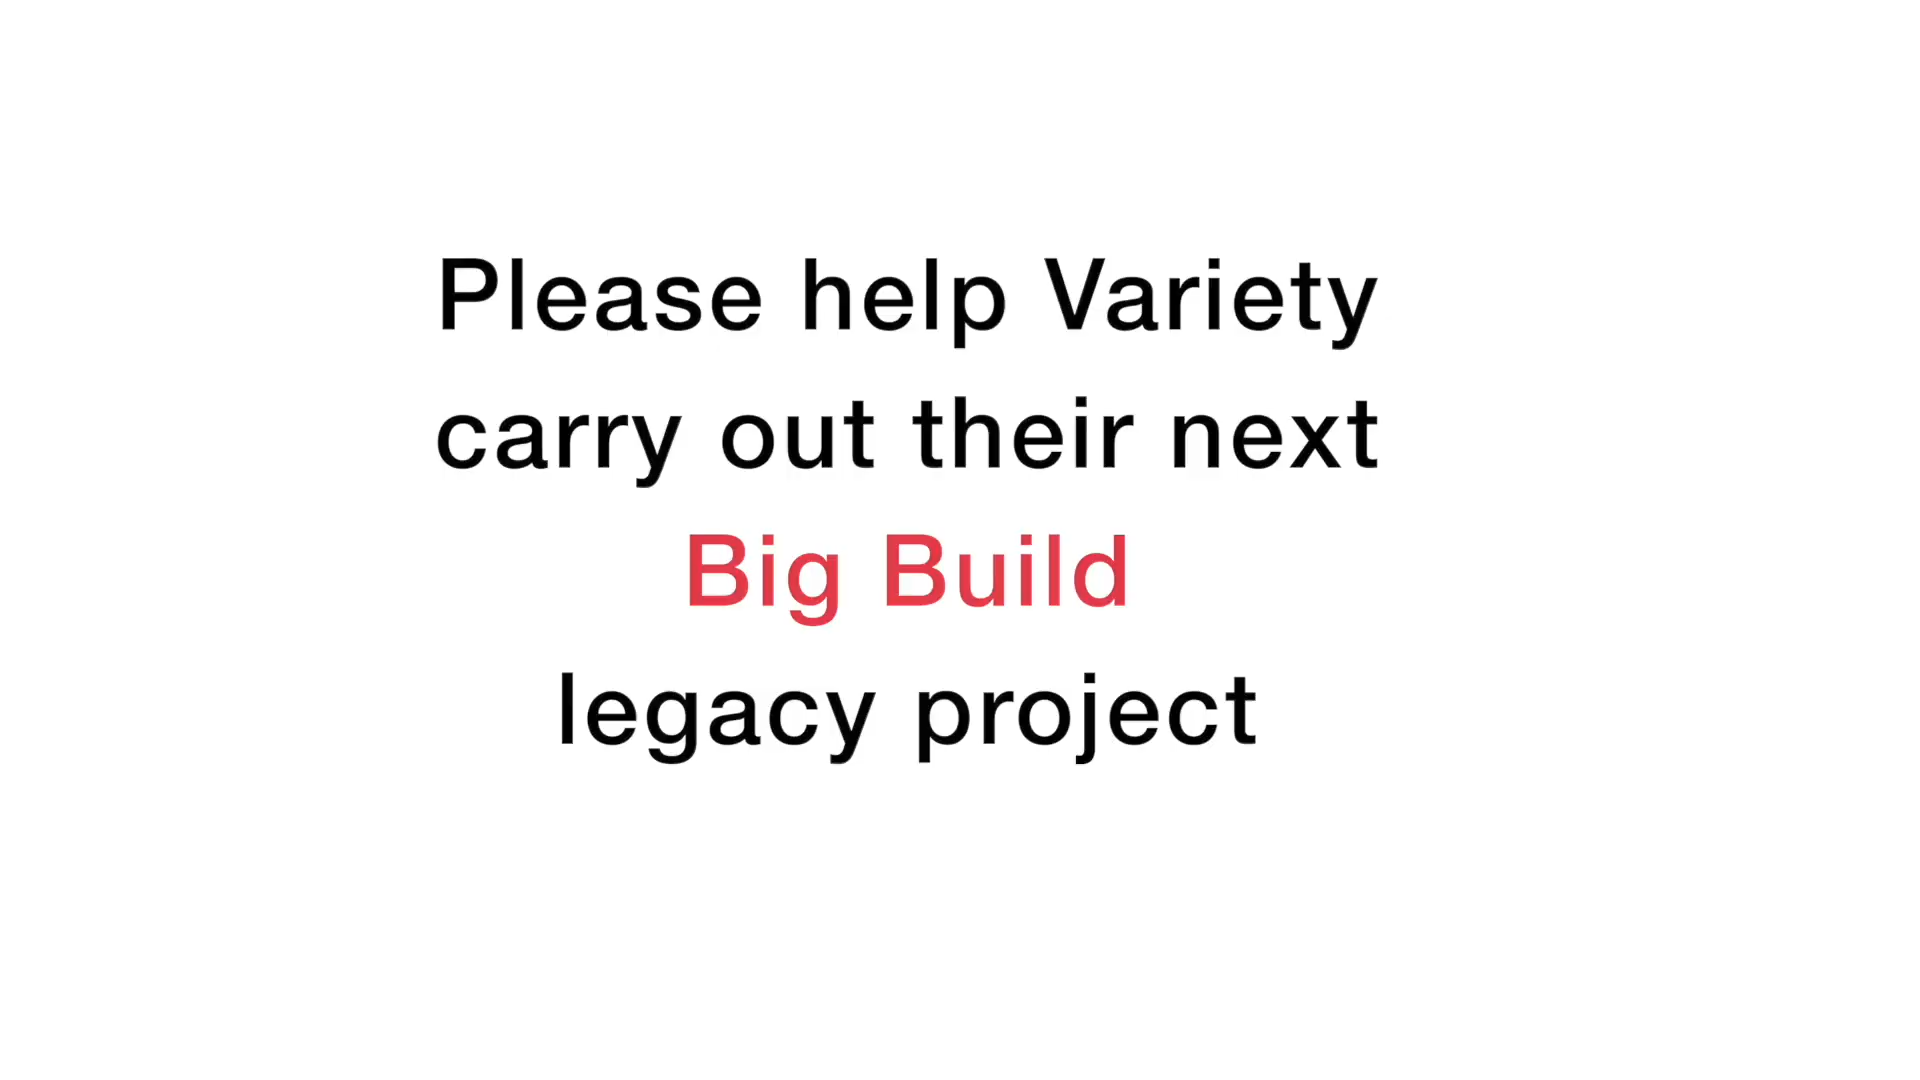 Please help Variety
carry out their next
Big Build
legacy project